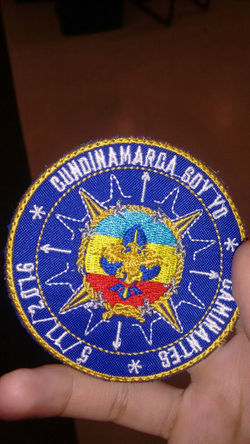 CUNDINAMARCA SOY YO
CAMINANTES
5/11/2016